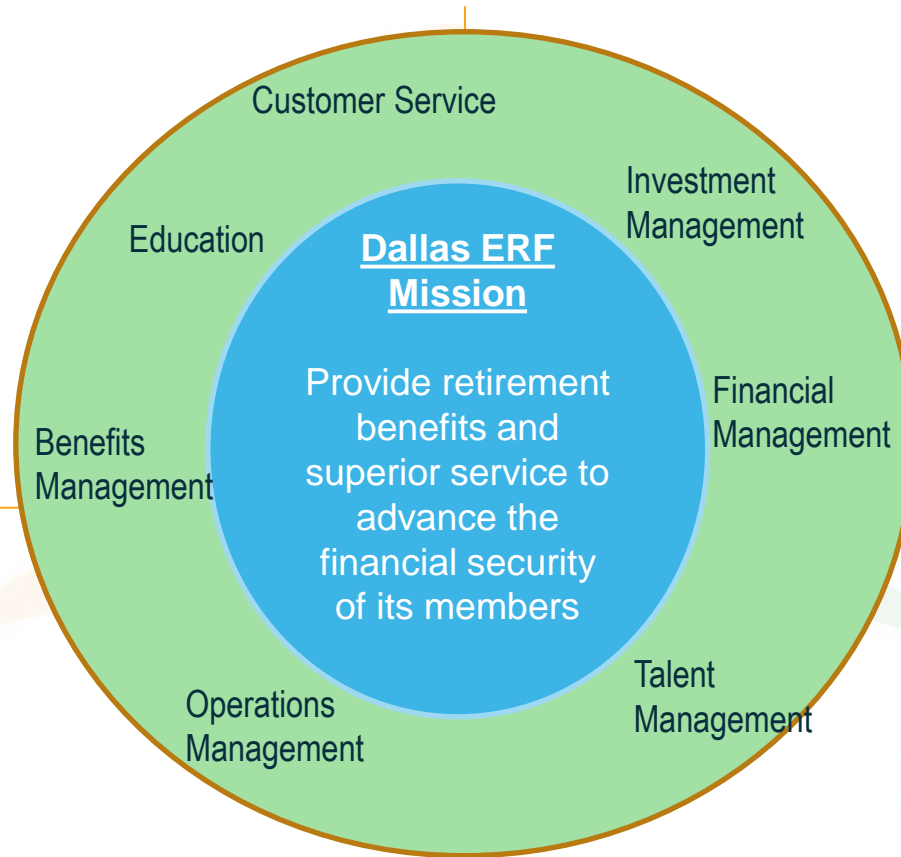 Customer Service
Investment
Management
Education
Dallas ERF
Mission
Provide retirement
benefits and
superior service to
advance the
financial security
of its members
Financial
Management
Benefits
Management
Talent
Management
Operations
Management